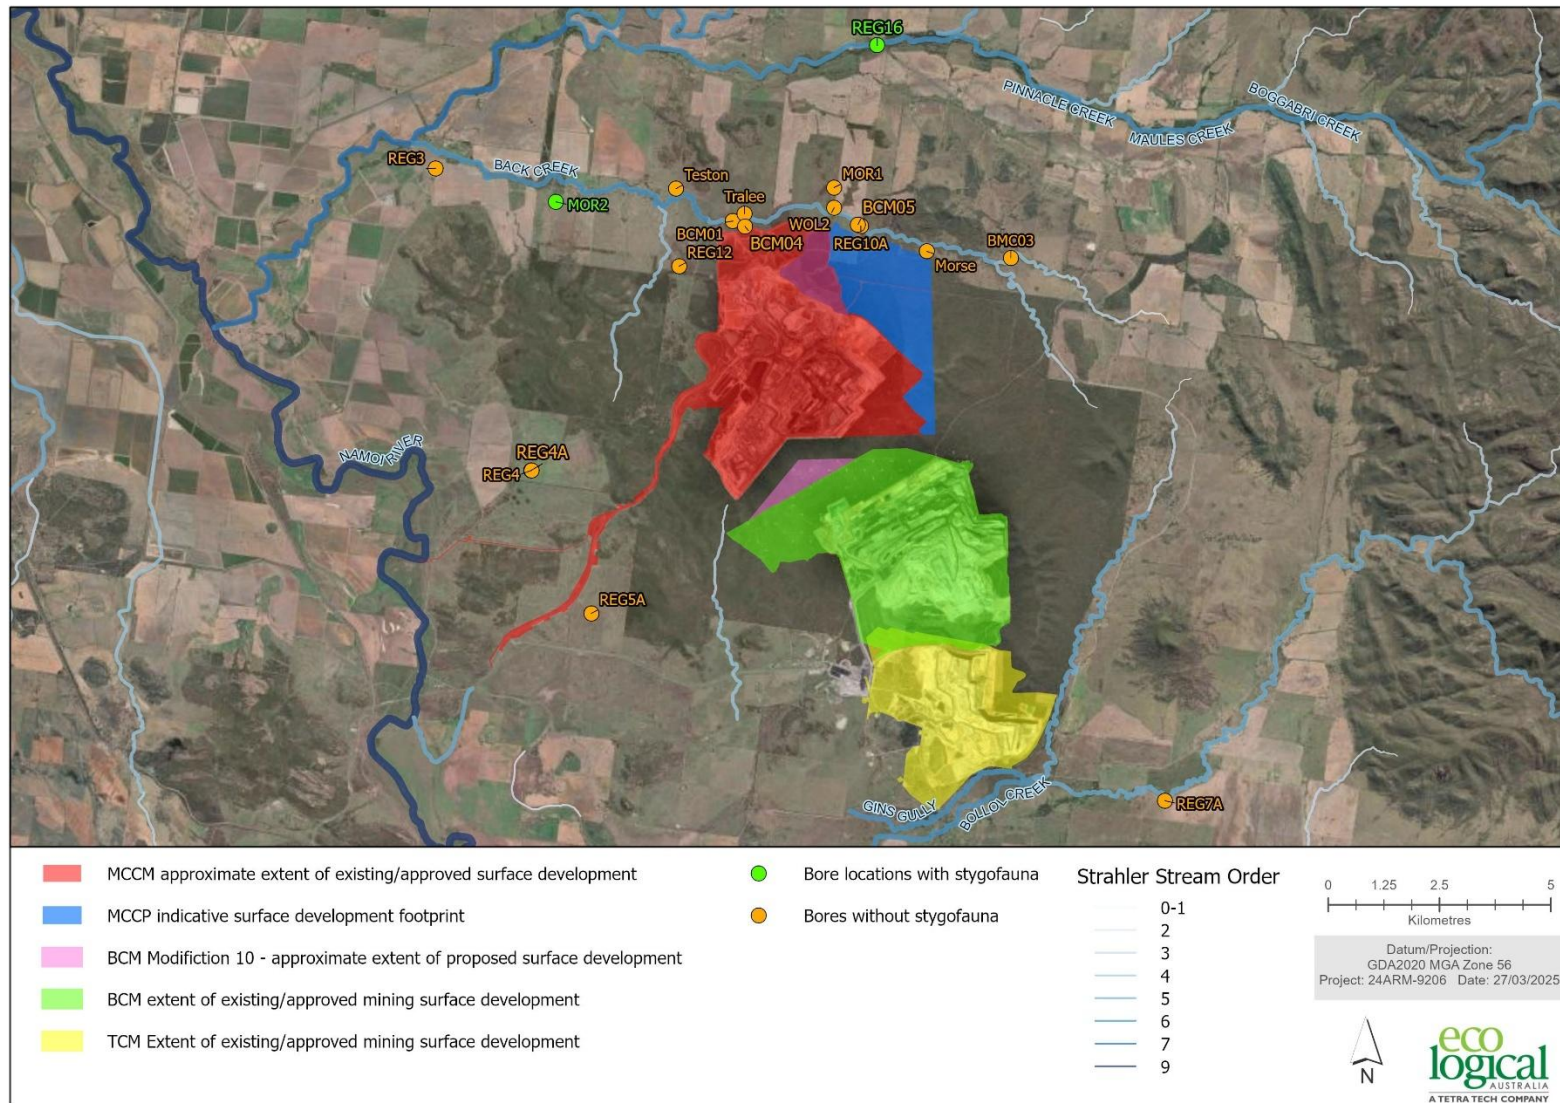 REG16
PINNACLE CREEK
MAULES CREEK
BOGGABRI CREEK
REG3
BACK CREEK
MOR2
Teston
Tralee
MOR1
BCM01
BCM04
WOL2
BCM05
REG10A
REG12
Morse
BMC03
NAMOI RIVER
REG4A
REG4
REG5A
GINS GULLY
BOLLOL CREEK
REG7A
MCCM approximate extent of existing/approved surface development
MCCP indicative surface development footprint
BCM Modifiction 10 - approximate extent of proposed surface development
BCM extent of existing/approved mining surface development
TCM Extent of existing/approved mining surface development
Bore locations with stygofauna
Bores without stygofauna
Strahler Stream Order
0-1
2
3
4
5
6
7
9
0 1.25 2.5 5
Kilometres
Datum/Projection:
GDA2020 MGA Zone 56
Project: 24ARM-9206 Date: 27/03/2025
N
eco
logical
AUSTRALIA
A TETRA TECH COMPANY